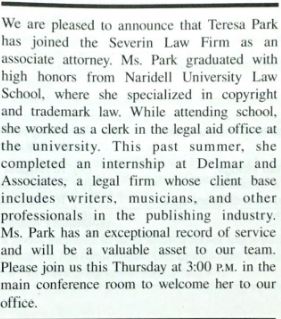 We are pleased to announce that Teresa Park
has joined the Severin Law Firm as an
associate attorney. Ms. Park graduated with
high honors from Naridell University Law
School, where she specialized in copyright
and trademark law. While attending school,
she worked as a clerk in the legal aid office at
the university. This past summer, she
completed an internship at Delmar and
Associates, a legal firm whose client base
includes writers, musicians, and other
professionals in the publishing industry.
Ms. Park has an exceptional record of service
and will be a valuable asset to our team.
Please join us this Thursday at 3:00 P.M. in the
main conference room to welcome her to our
office.